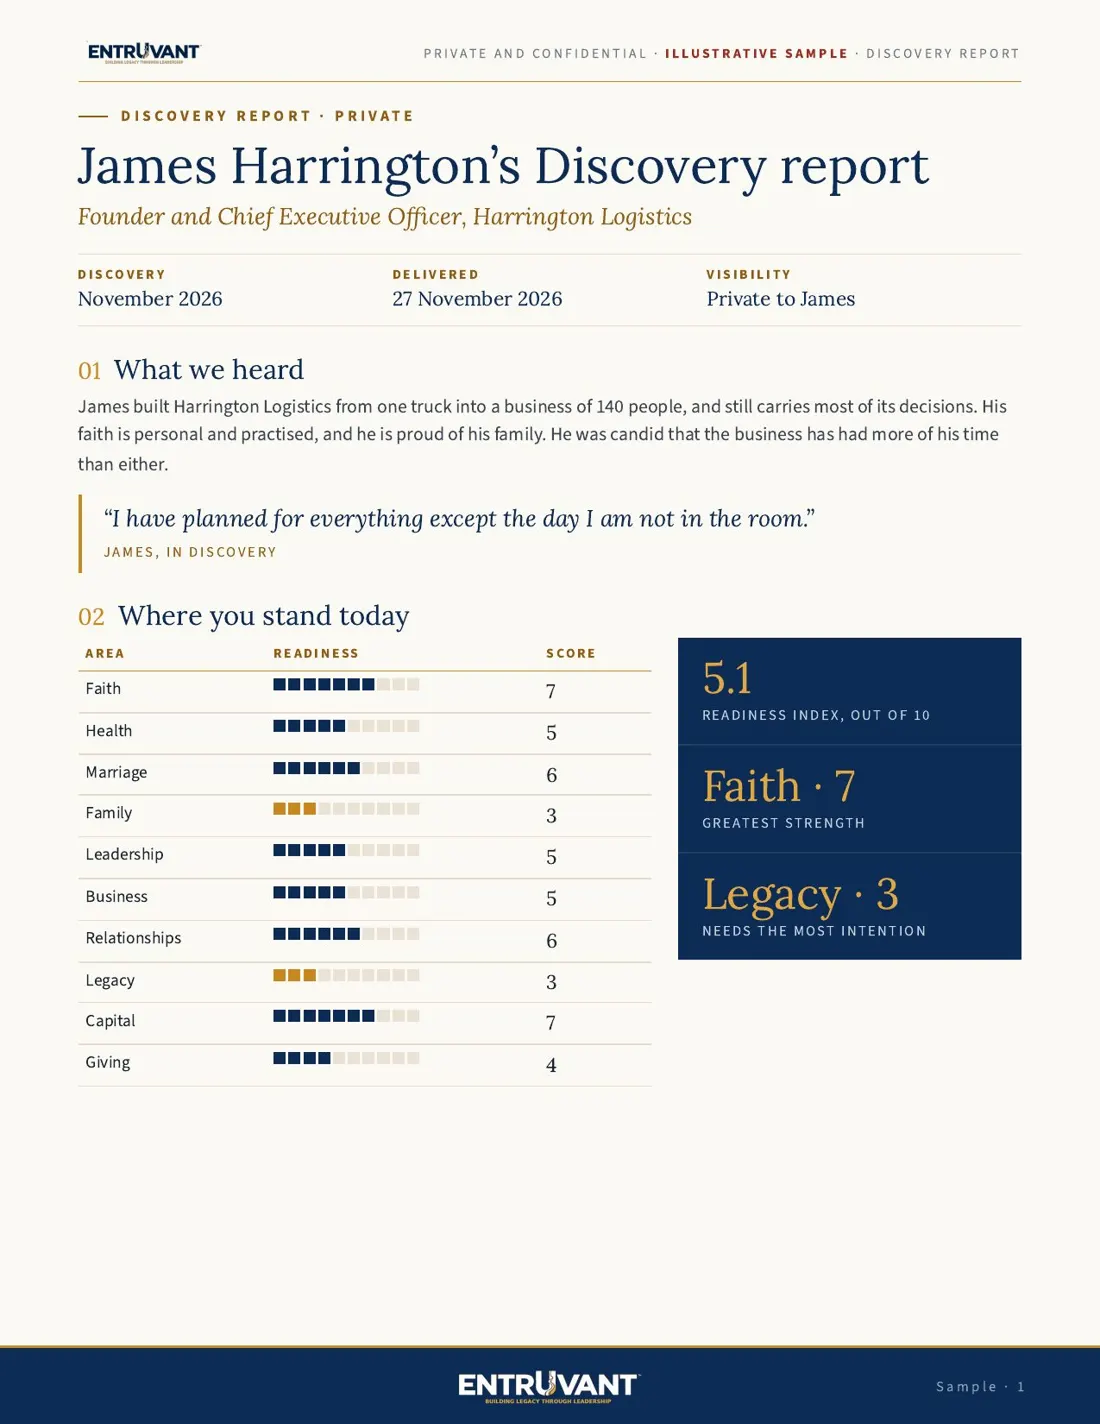 ENTRUVANT
BUILDING LEGACY THROUGH LEADERSHIP
PRIVATE AND CONFIDENTIAL · ILLUSTRATIVE SAMPLE · DISCOVERY REPORT
DISCOVERY REPORT · PRIVATE
James Harrington’s Discovery report
Founder and Chief Executive Officer, Harrington Logistics
DISCOVERY
November 2026
DELIVERED
27 November 2026
VISIBILITY
Private to James
01 What we heard
James built Harrington Logistics from one truck into a business of 140 people, and still carries most of its decisions. His
faith is personal and practised, and he is proud of his family. He was candid that the business has had more of his time
than either.
“I have planned for everything except the day I am not in the room.”
JAMES, IN DISCOVERY
02 Where you stand today
AREA READINESS SCORE
Faith 7
Health 5
Marriage 6
Family 3
Leadership 5
Business 5
Relationships 6
Legacy 3
Capital 7
Giving 4
5.1
READINESS INDEX, OUT OF 10
Faith · 7
GREATEST STRENGTH
Legacy · 3
NEEDS THE MOST INTENTION
ENTRUVANT
BUILDING LEGACY THROUGH LEADERSHIP
Sample · 1